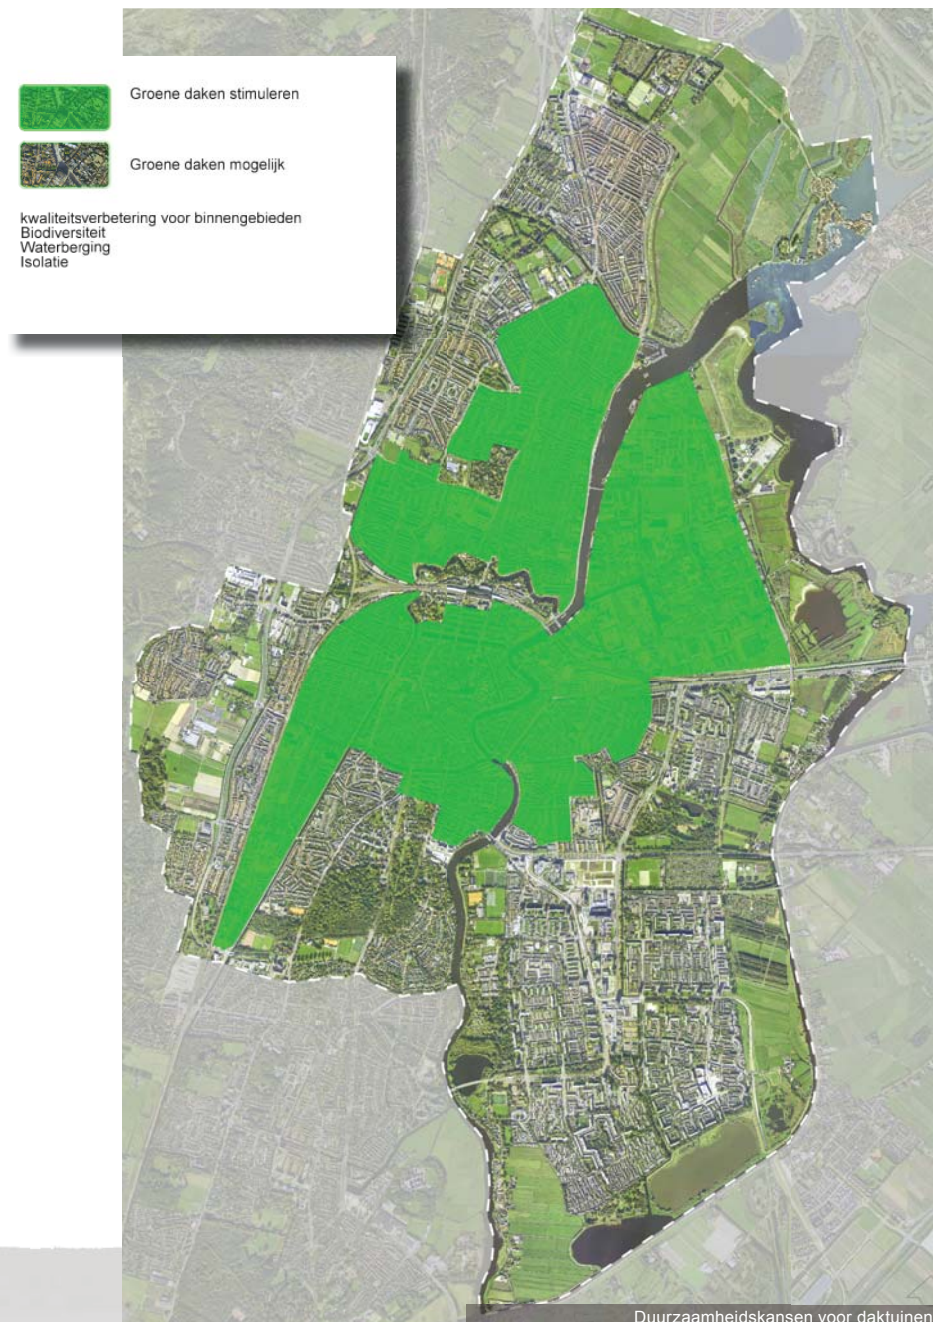 Groene daken stimuleren
Groene daken mogelijk
kwaliteitsverbetering voor binnengebieden
Biodiversiteit
Waterberging
Isolatie
Duurzaamheidskansen voor daktuinen